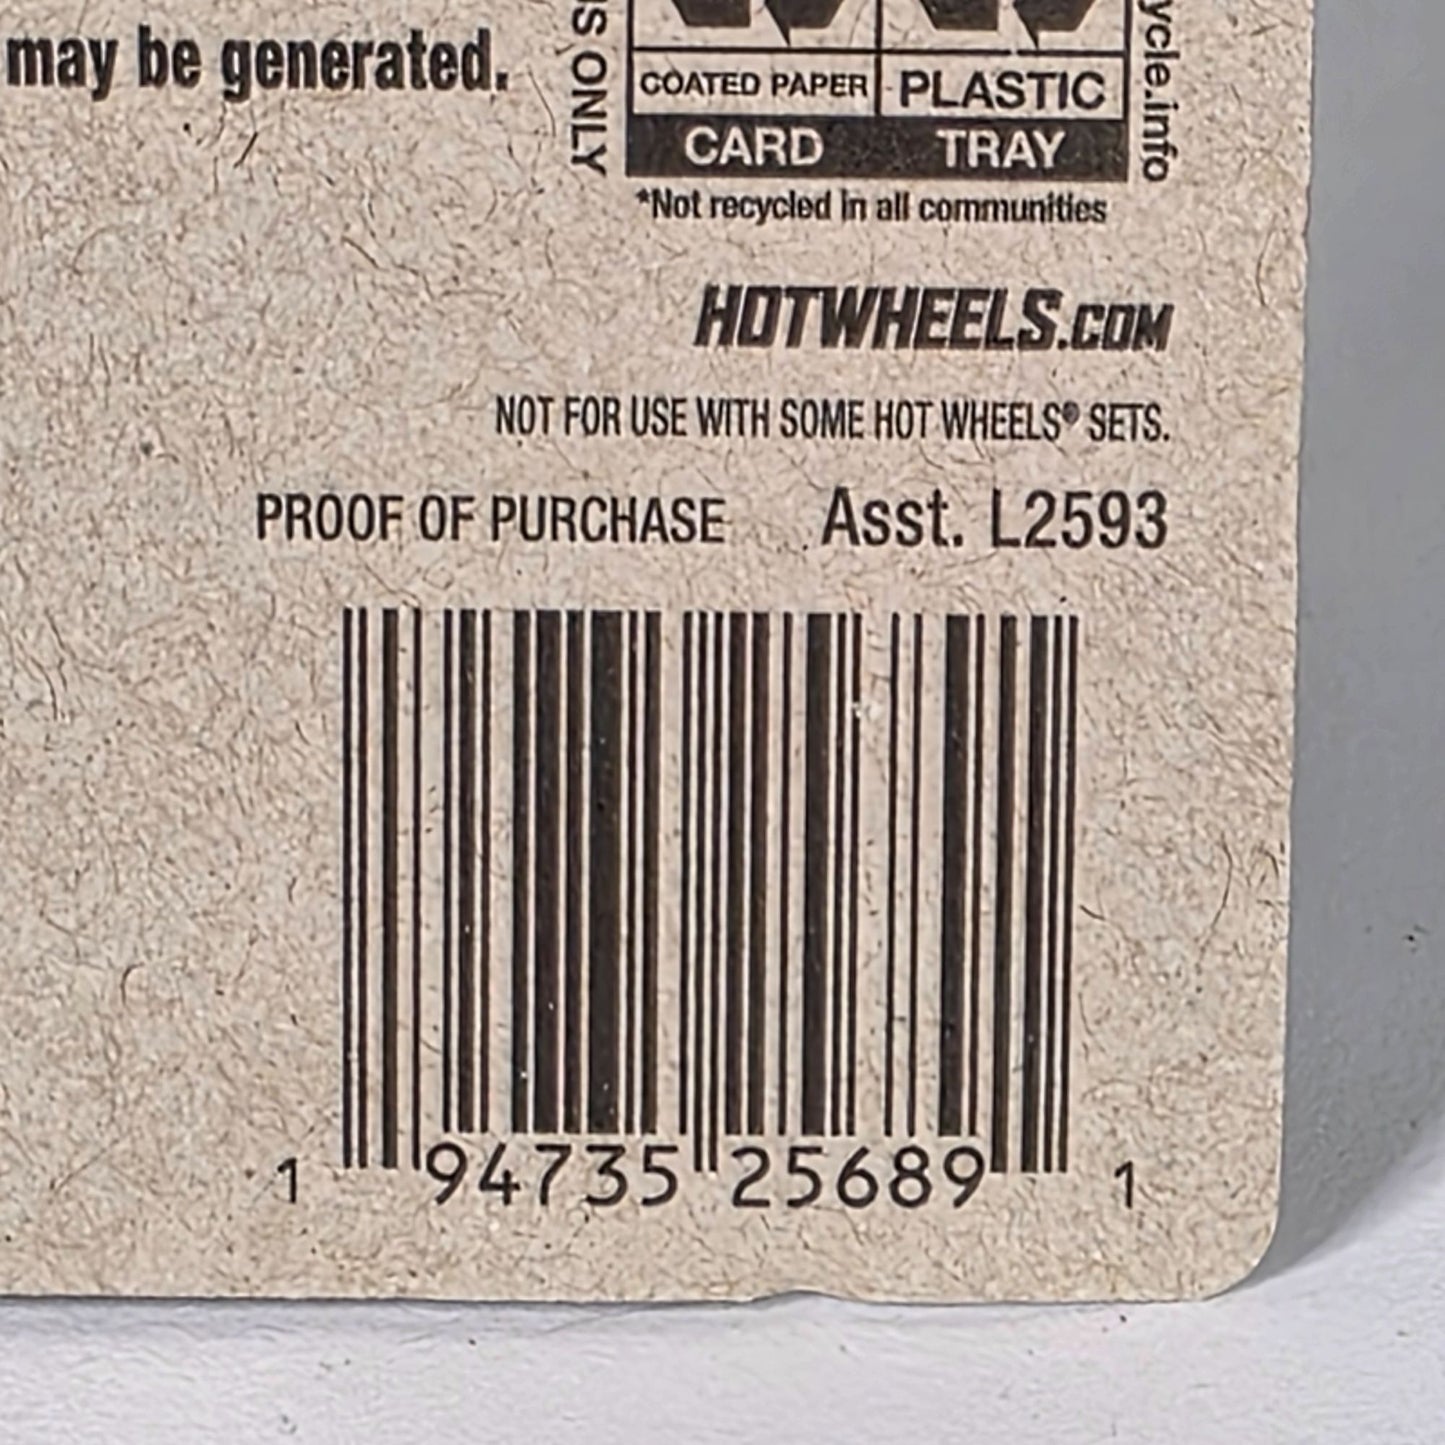 may be generated.
S ONLY
COATED PAPER
PLASTIC
CARD
TRAY
ycle.info
*Not recycled in all communities
HOTWHEELS.COM
NOT FOR USE WITH SOME HOT WHEELS® SETS.
PROOF OF PURCHASE Asst. L2593
1 94735 25689 1